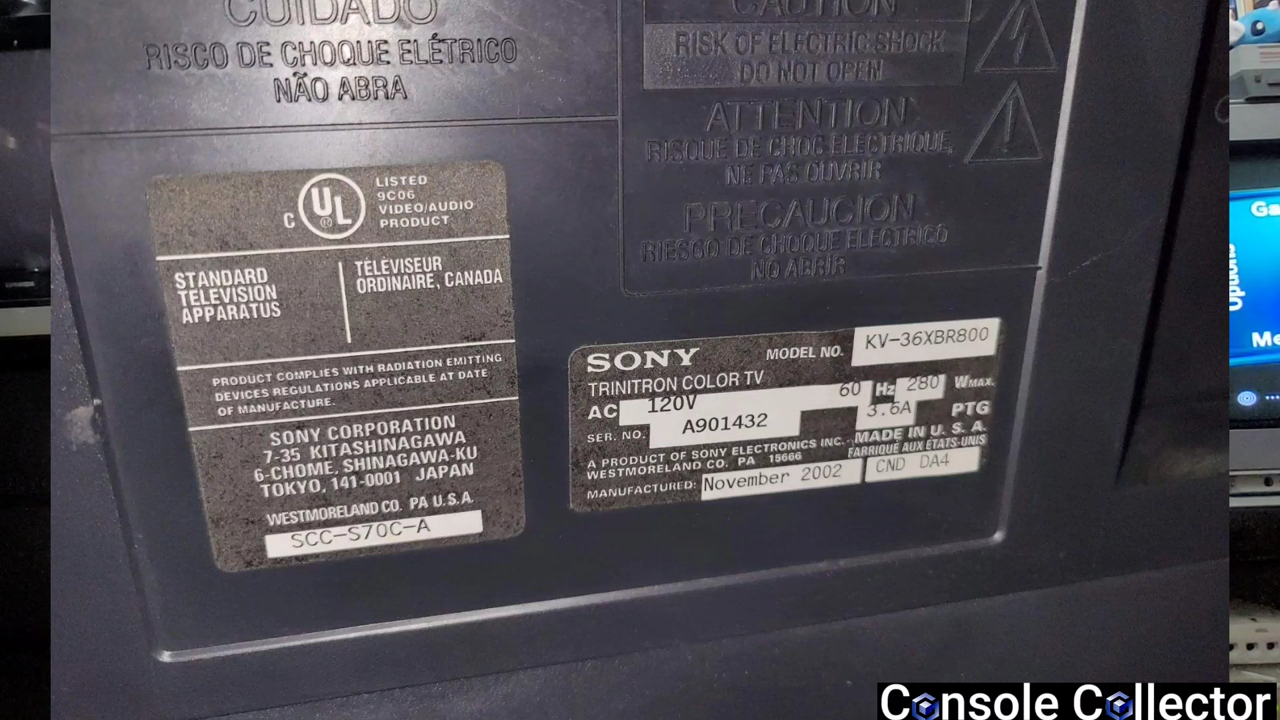 CUIDADO
RISCO DE CHOQUE ELÉTRICO
NÃO ABRA
CAUTION
RISK OF ELECTRIC SHOCK
DO NOT OPEN
ATTENTION
RISQUE DE CHOC ELECTRIQUE,
NE PAS OUVRIR
PRECAUCION
RIESGO DE CHOQUE ELECTRICO
NO ABRIR
C UL ®
LISTED
9C06
VIDEO/AUDIO
PRODUCT
STANDARD
TELEVISION
APPARATUS
TÉLÉVISEUR
ORDINAIRE, CANADA
PRODUCT COMPLIES WITH RADIATION EMITTING
DEVICES REGULATIONS APPLICABLE AT DATE
OF MANUFACTURE.
SONY CORPORATION
7-35 KITASHINAGAWA
6-CHOME, SHINAGAWA-KU
TOKYO, 141-0001 JAPAN
WESTMORELAND CO. PA U.S.A.
SCC-S70C-A
SONY MODEL NO. KV-36XBR800
TRINITRON COLOR TV
AC 120V 60 Hz 280 WMAX.
3.6A PTG
SER. NO. A901432
A PRODUCT OF SONY ELECTRONICS INC. MADE IN U. S. A.
WESTMORELAND CO. PA 15666 FABRIQUÉ AUX ÉTATS-UNIS
MANUFACTURED: November 2002 CND DA4
Ga
Options
Me
Console Collector